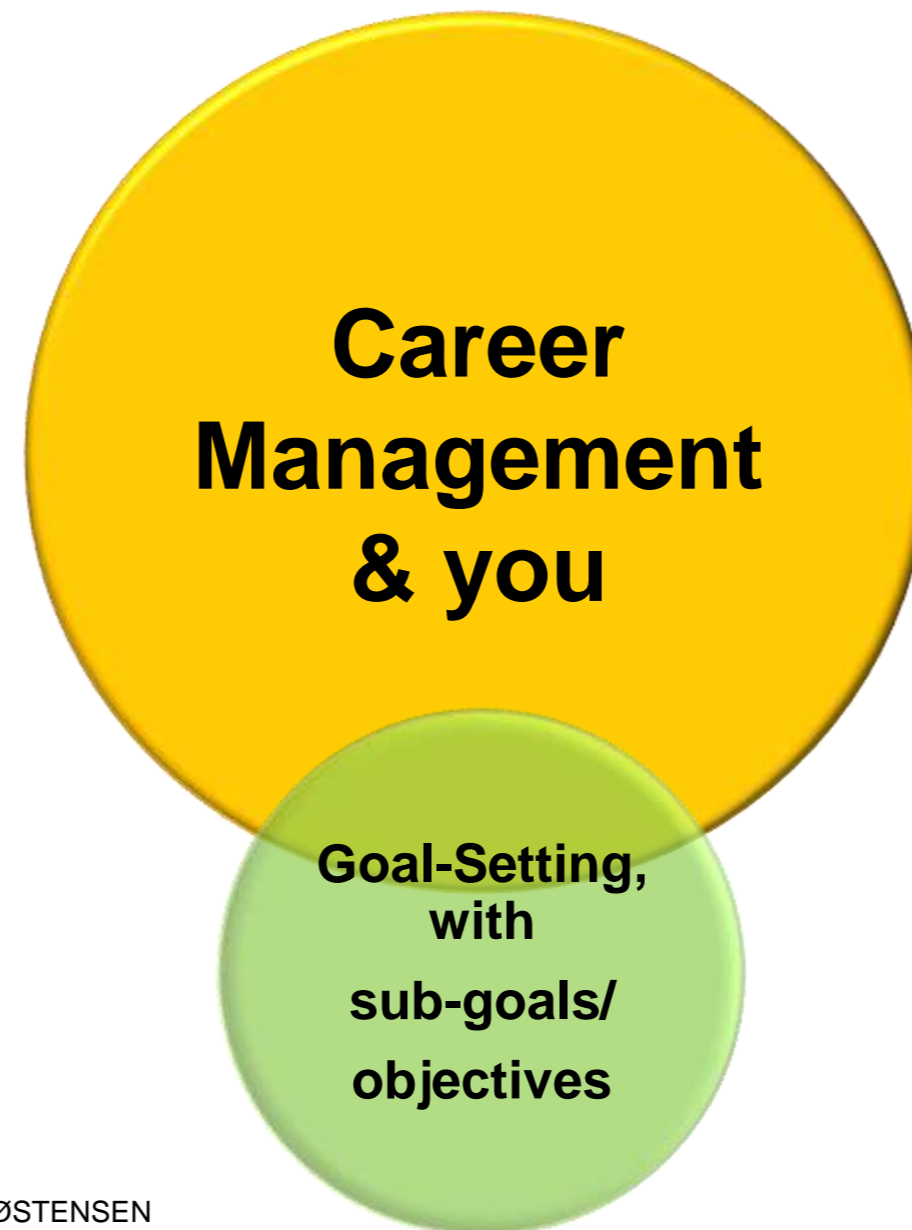 Career
Management
& you
Goal-Setting,
with
sub-goals/
objectives
ØSTENSEN